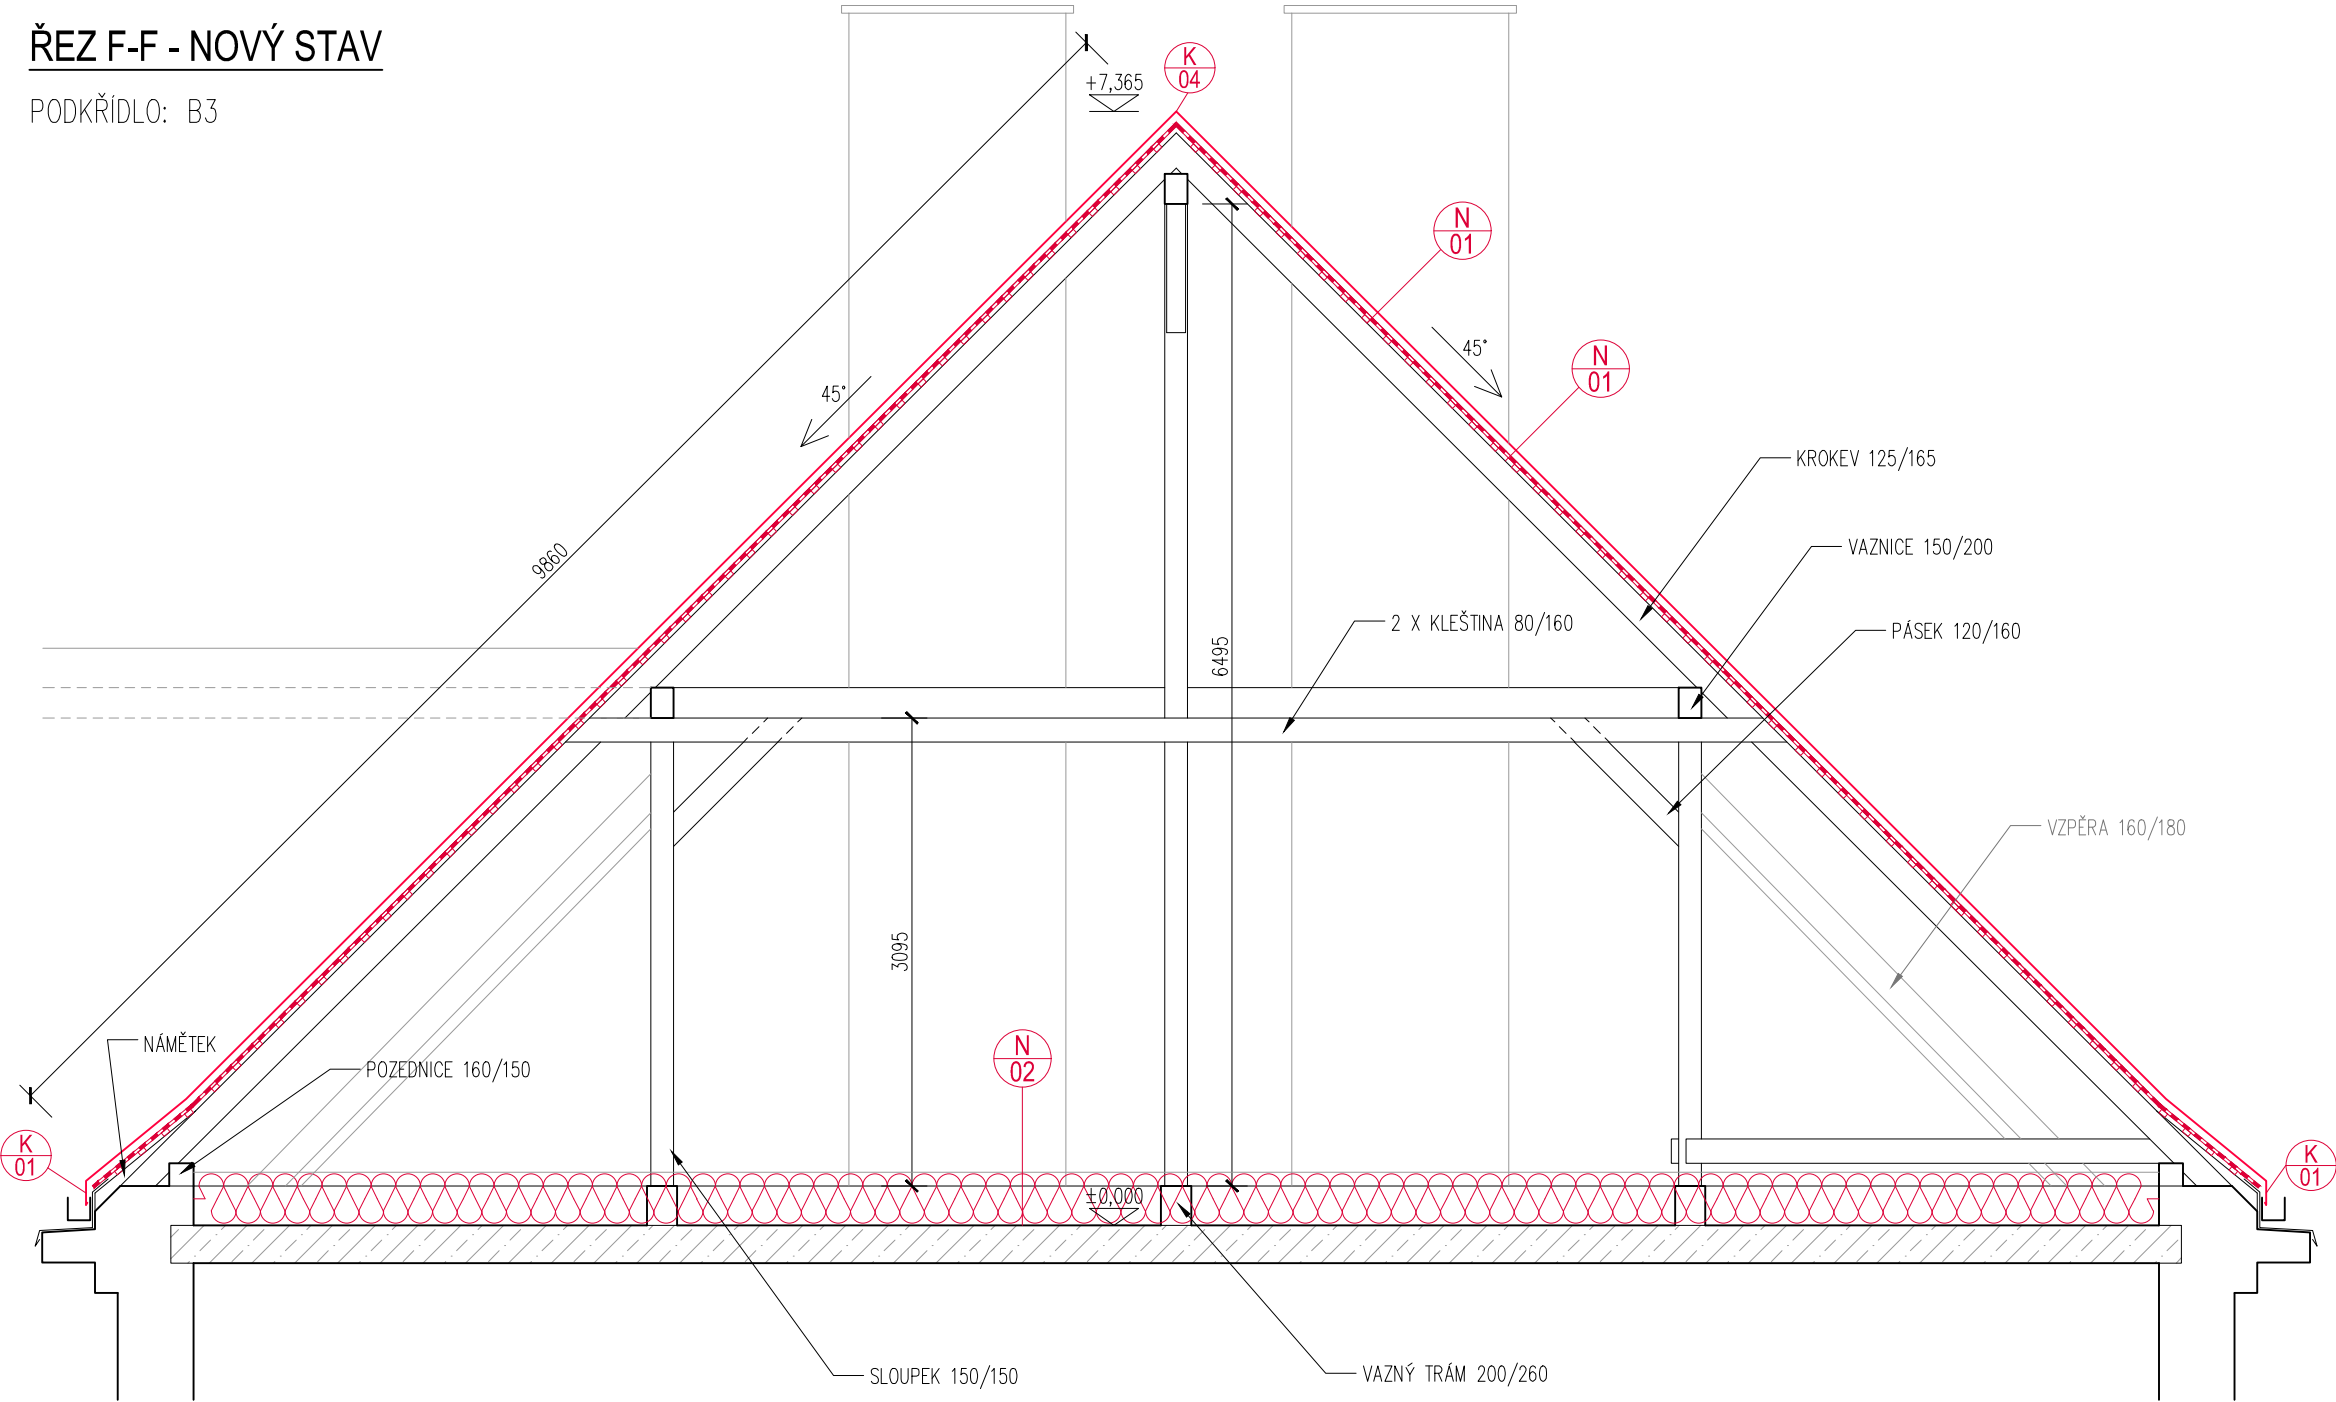 ŘEZ F-F - NOVÝ STAV
PODKŘÍDLO: B3
K
04
+7,365
N
01
45°
N
01
45°
KROKEV 125/165
VAZNICE 150/200
9860
2 X KLEŠTINA 80/160
PÁSEK 120/160
6495
VZPĚRA 160/180
3095
NÁMĚTEK
N
02
POZEDNICE 160/150
K
01
K
01
±0,000
SLOUPEK 150/150
VAZNÝ TRÁM 200/260